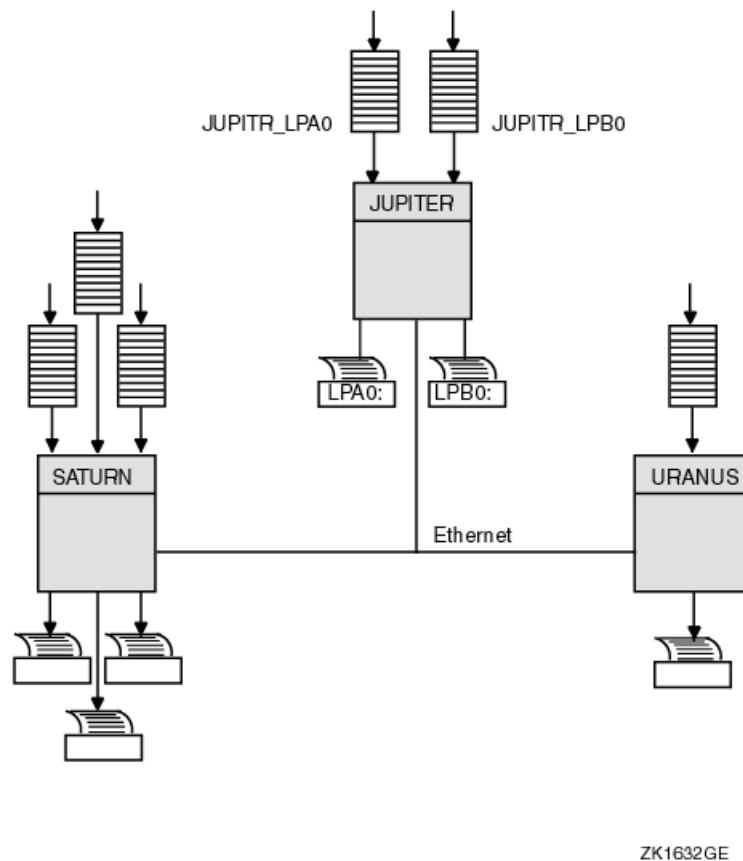 JUPITR_LPA0
JUPITR_LPB0
JUPITER
LPA0:
LPB0:
SATURN
URANUS
Ethernet
ZK1632GE